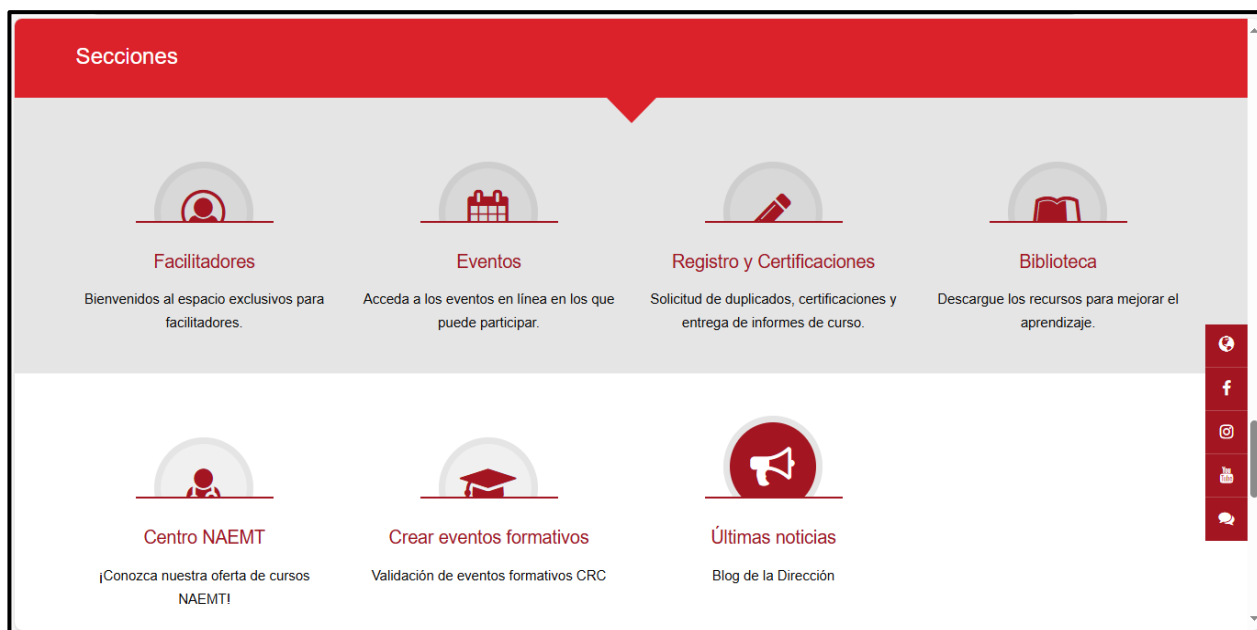 Secciones
Facilitadores
Bienvenidos al espacio exclusivos para
facilitadores.
Eventos
Acceda a los eventos en línea en los que
puede participar.
Registro y Certificaciones
Solicitud de duplicados, certificaciones y
entrega de informes de curso.
Biblioteca
Descargue los recursos para mejorar el
aprendizaje.
Centro NAEMT
¡Conozca nuestra oferta de cursos
NAEMT!
Crear eventos formativos
Validación de eventos formativos CRC
Últimas noticias
Blog de la Dirección
f
You
Tube